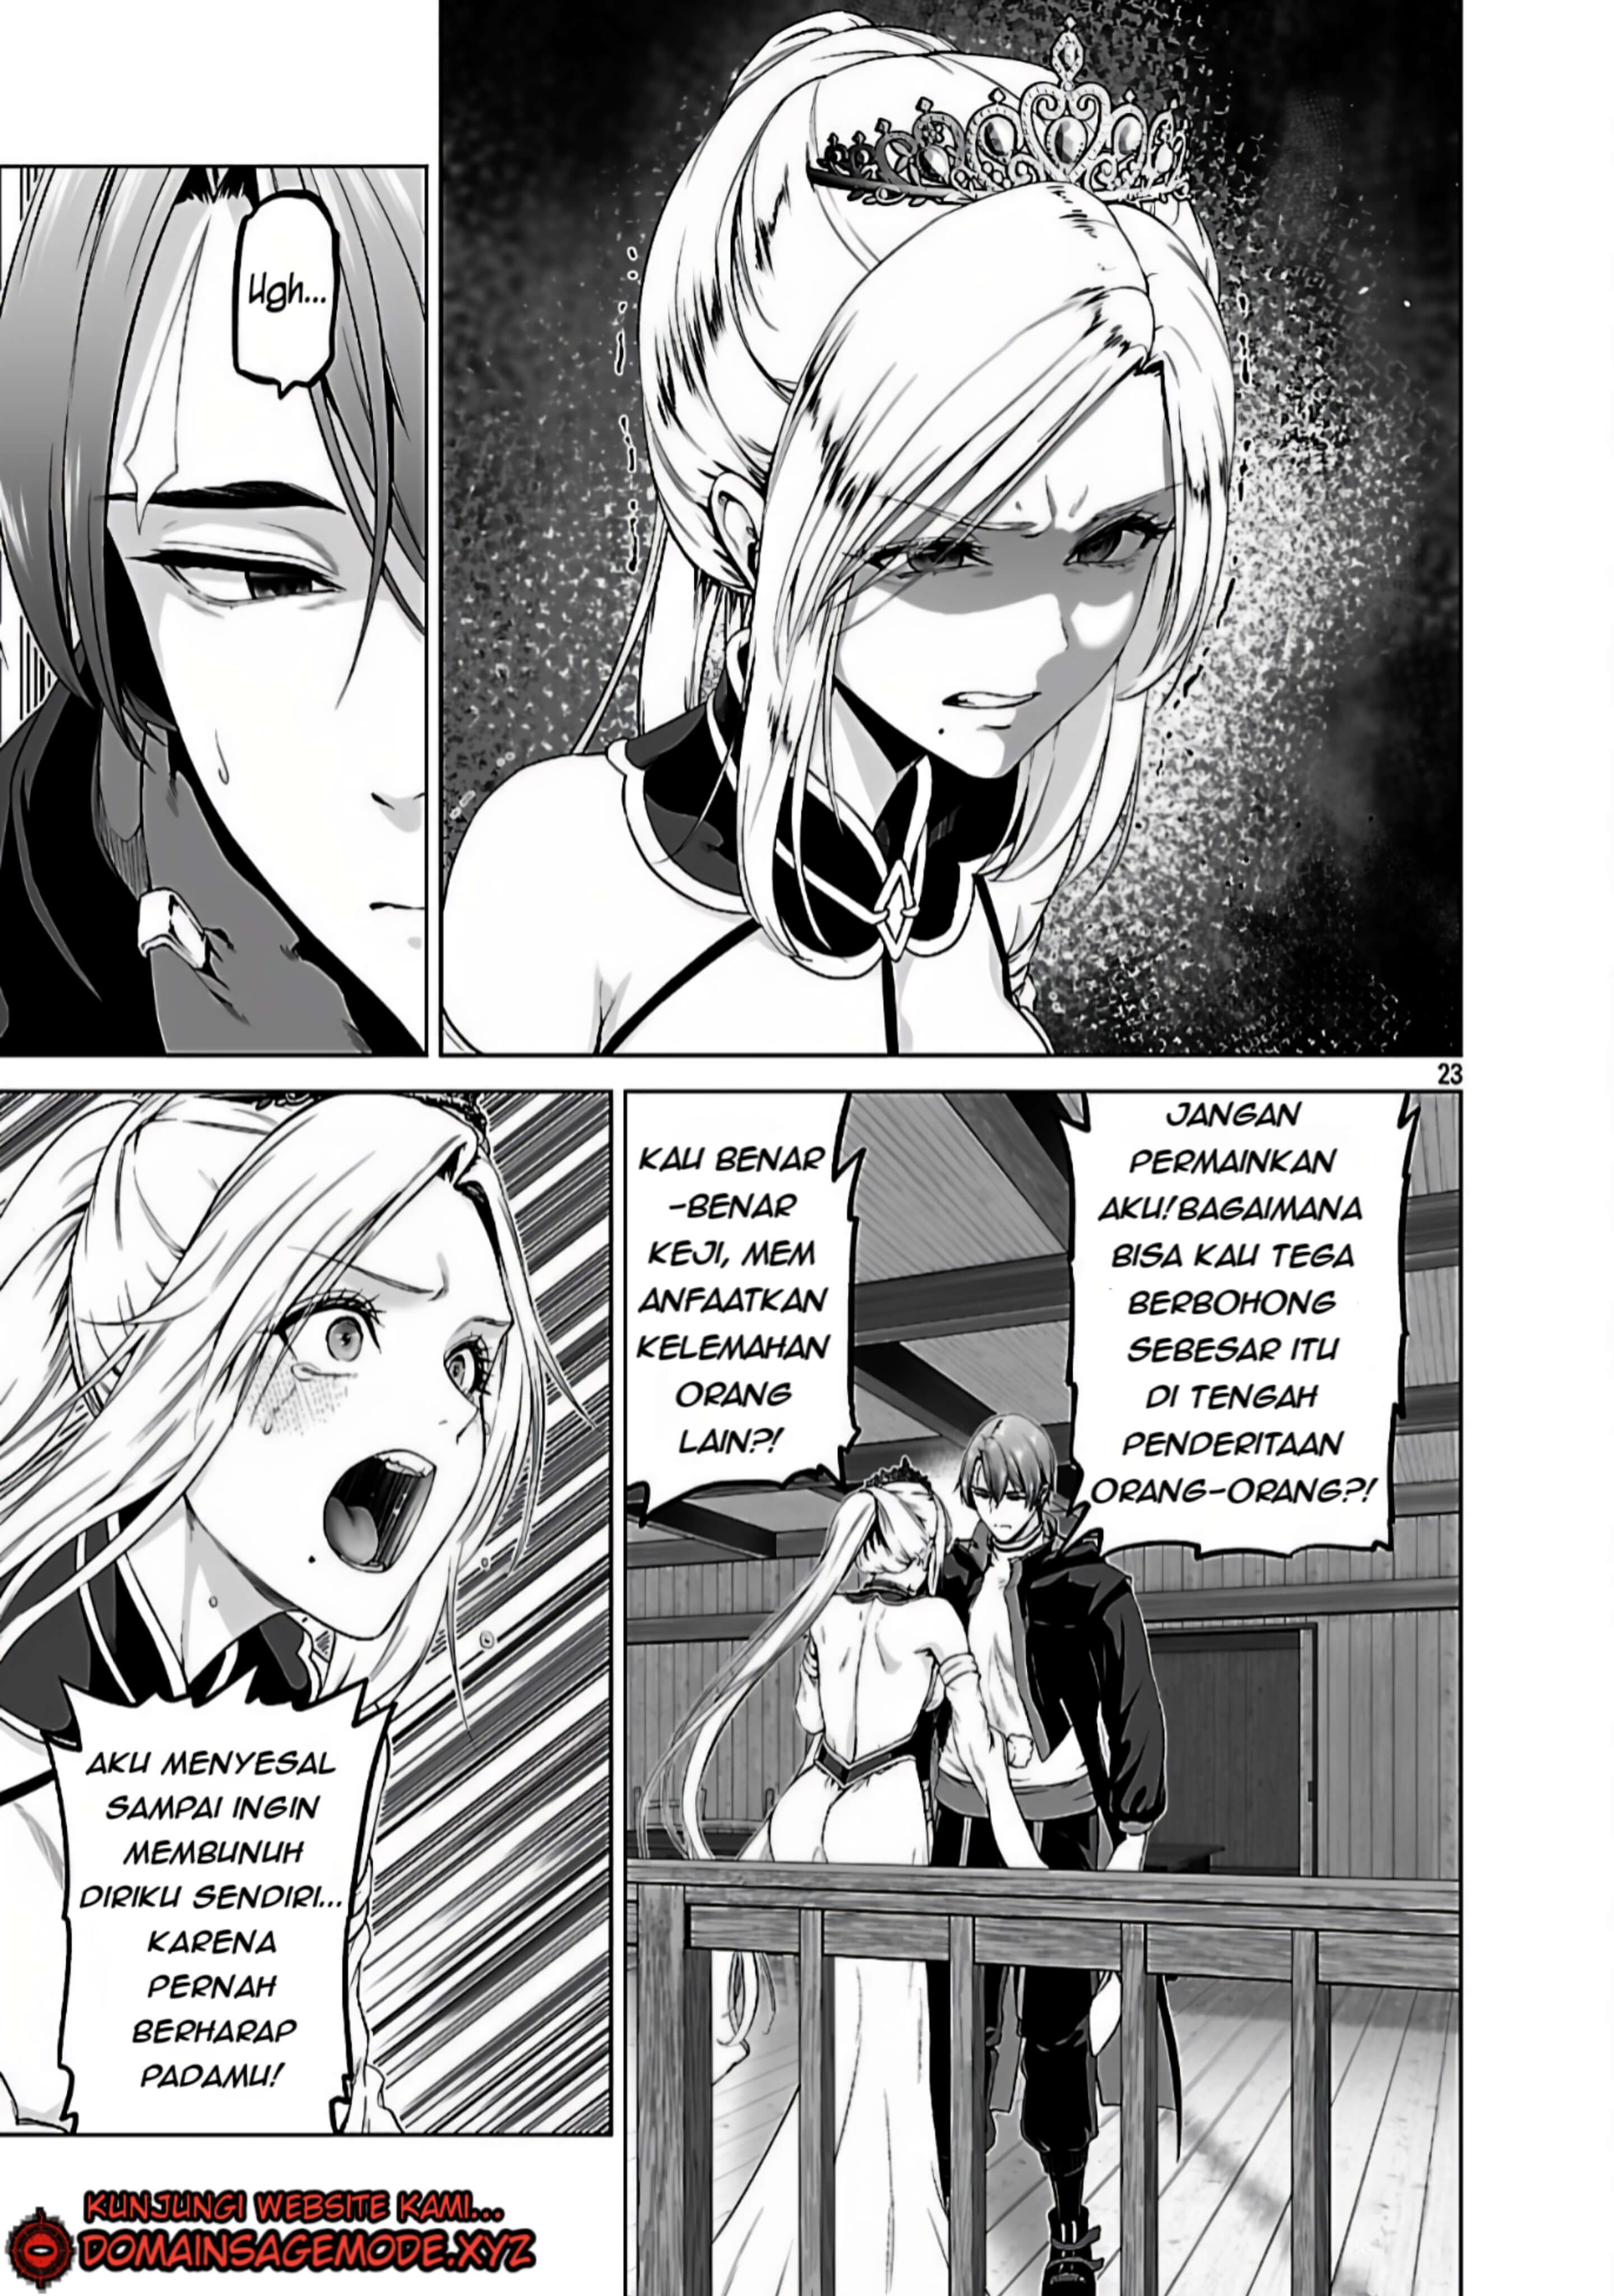 Ugh...
23
JANGAN
PERMAINKAN
AKU!BAGAIMANA
BISA KAU TEGA
BERBOHONG
SEBESAR ITU
DI TENGAH
PENDERITAAN
ORANG-ORANG?!
KAU BENAR
-BENAR
KEJI, MEM
ANFAATKAN
KELEMAHAN
ORANG
LAIN?!
AKU MENYESAL
SAMPAI INGIN
MEMBUNUH
DIRIKU SENDIRI...
KARENA
PERNAH
BERHARAP
PADAMU!
KUNJUNGI WEBSITE KAMI...
DOMAINSAGEMODE.XYZ